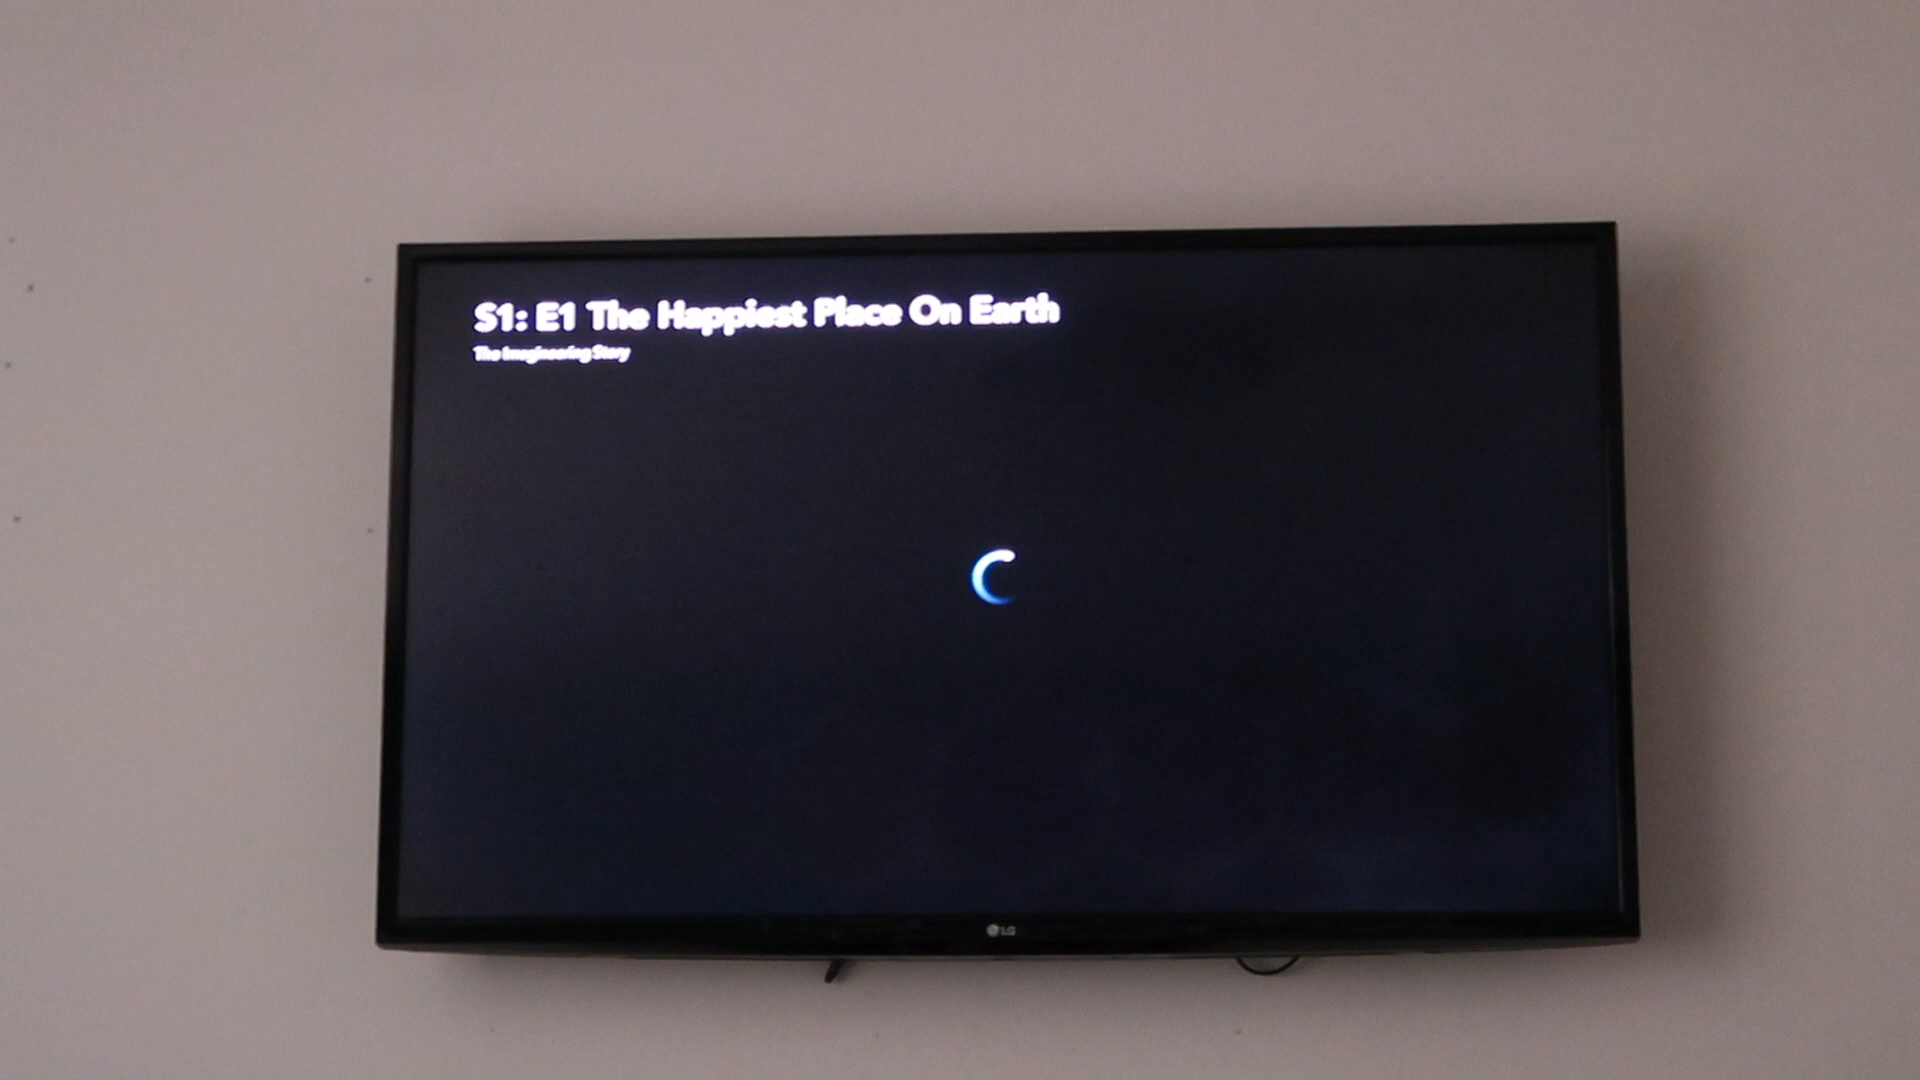 S1: E1 The Happiest Place On Earth
The Imagineering Story
LG